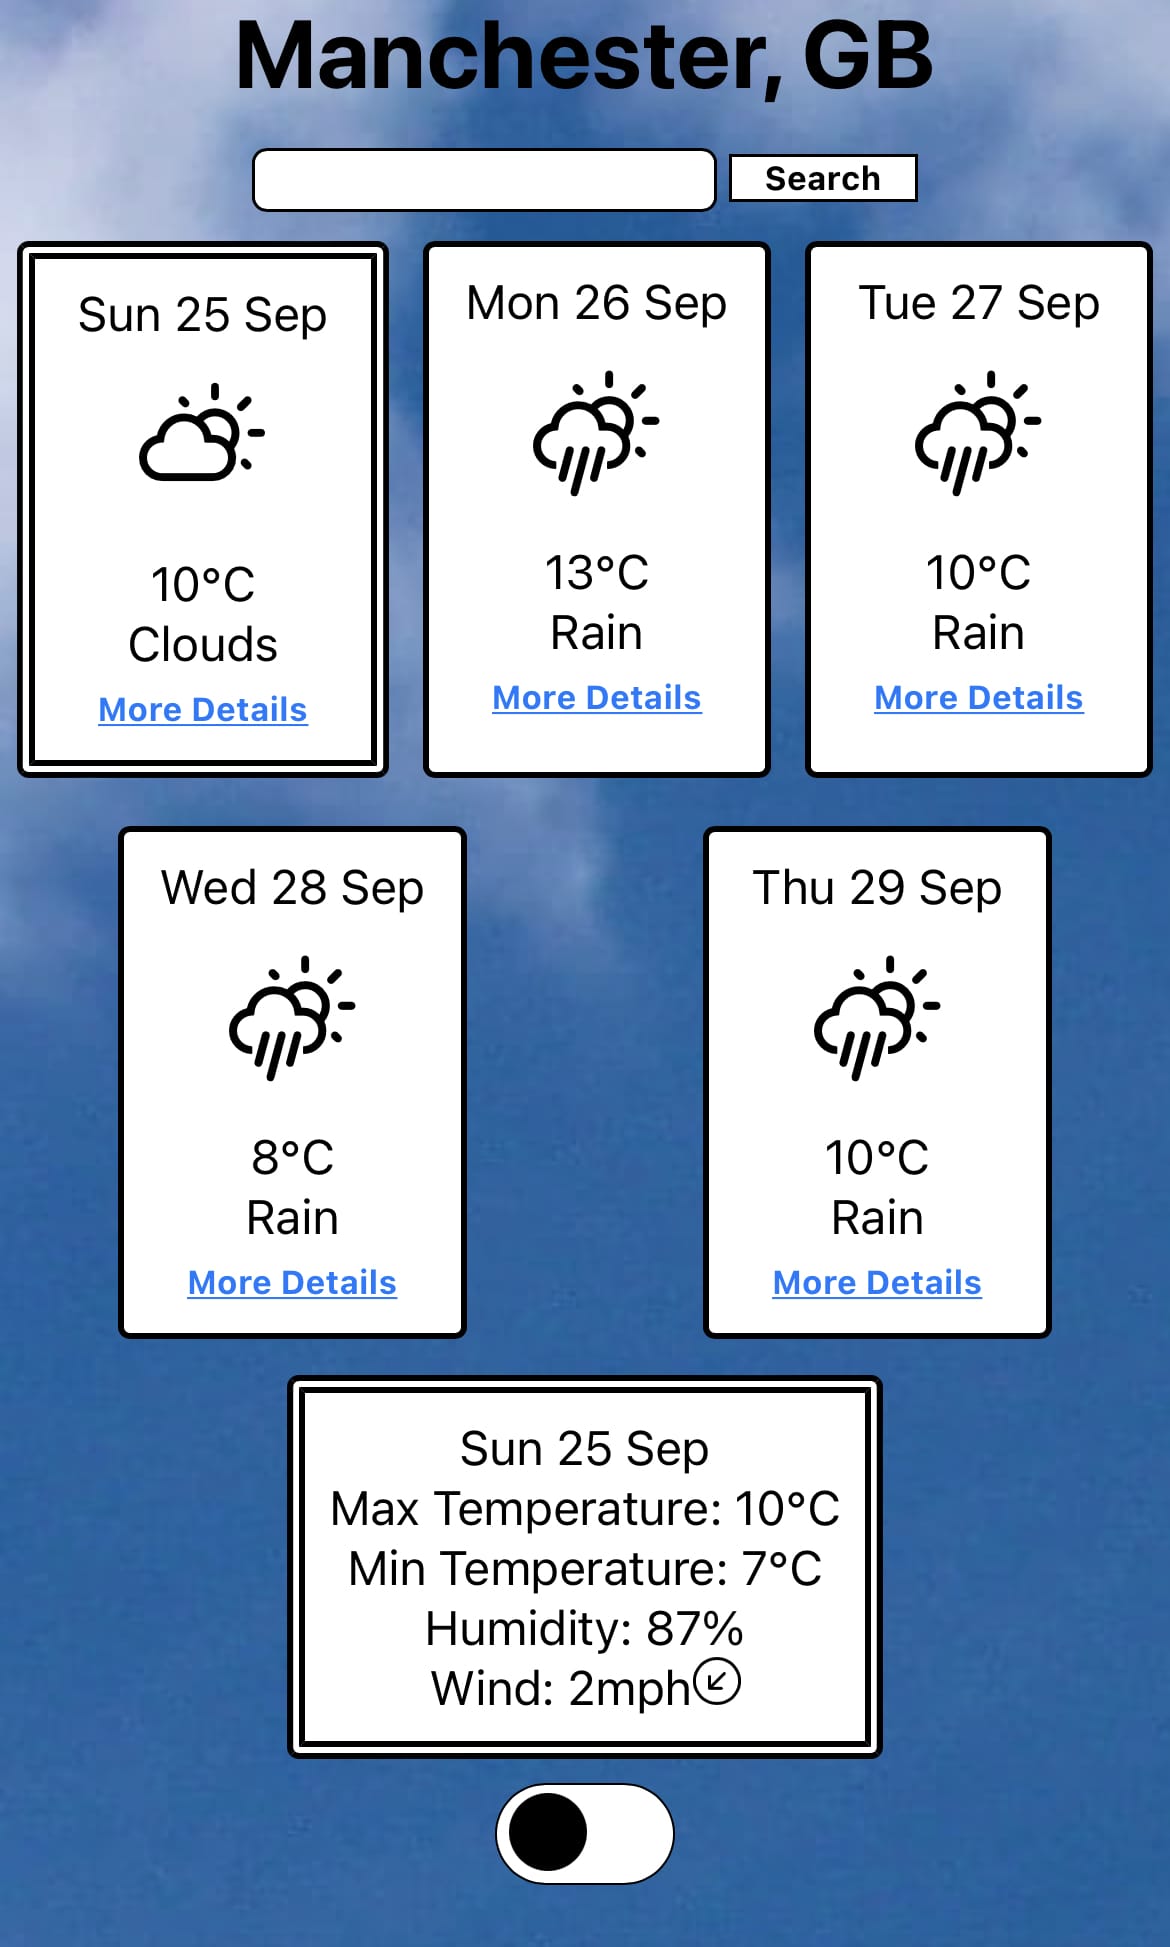 Manchester, GB
Search
Sun 25 Sep
10°C
Clouds
More Details
Mon 26 Sep
13°C
Rain
More Details
Tue 27 Sep
10°C
Rain
More Details
Wed 28 Sep
8°C
Rain
More Details
Thu 29 Sep
10°C
Rain
More Details
Sun 25 Sep
Max Temperature: 10°C
Min Temperature: 7°C
Humidity: 87%
Wind: 2mph